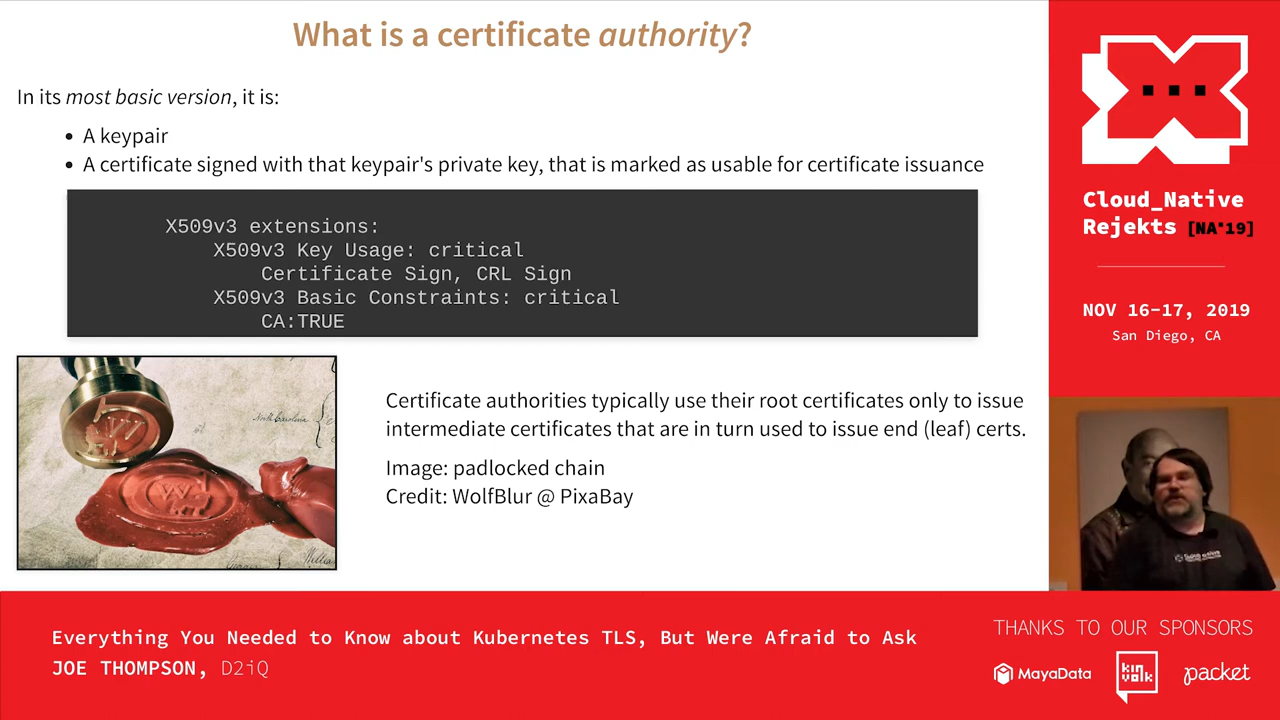 What is a certificate authority?
In its most basic version, it is:
• A keypair
• A certificate signed with that keypair's private key, that is marked as usable for certificate issuance
X509v3 extensions:
X509v3 Key Usage: critical
Certificate Sign, CRL Sign
X509v3 Basic Constraints: critical
CA:TRUE
North Carolina
W
W
Certificate authorities typically use their root certificates only to issue
intermediate certificates that are in turn used to issue end (leaf) certs.
Image: padlocked chain
Credit: WolfBlur @ PixaBay
Cloud_Native
Rejekts [NA'19]
NOV 16-17, 2019
San Diego, CA
Everything You Needed to Know about Kubernetes TLS, But Were Afraid to Ask
JOE THOMPSON, D2iQ
THANKS TO OUR SPONSORS
MayaData
kinvolk
packet